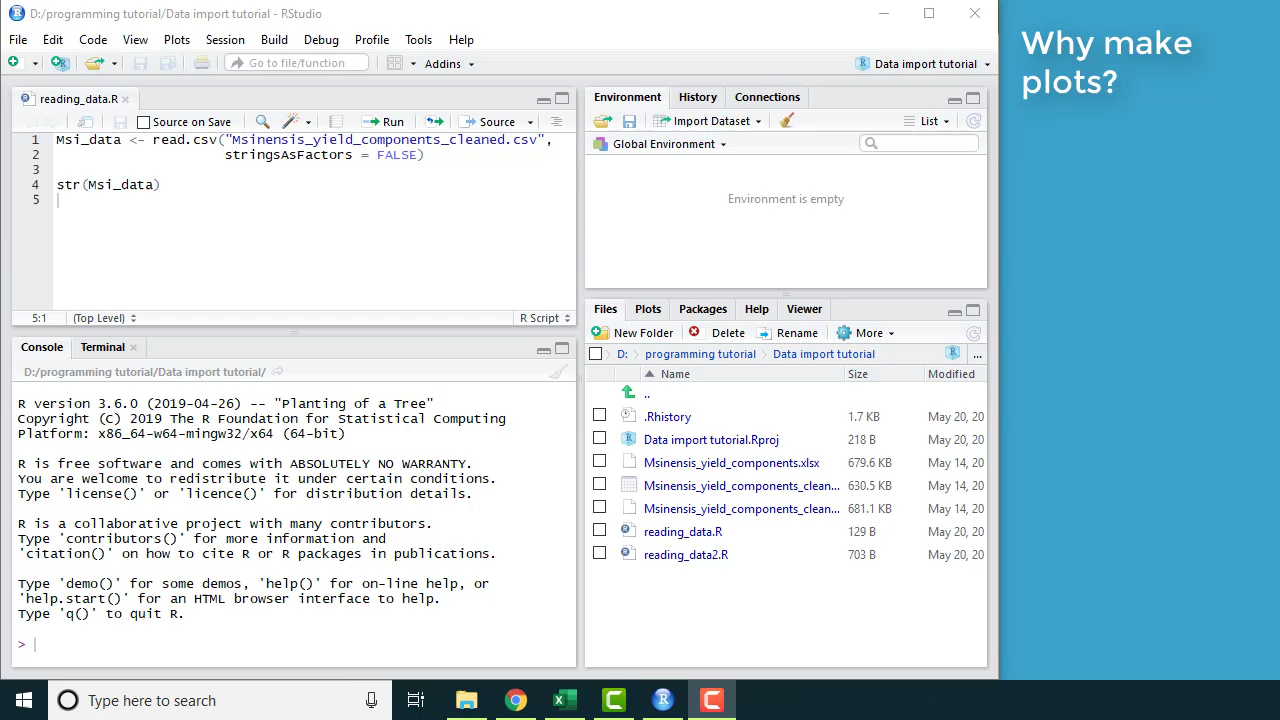 D:/programming tutorial/Data import tutorial - RStudio
File Edit Code View Plots Session Build Debug Profile Tools Help
Go to file/function Addins Data import tutorial
reading_data.R
Source on Save Run Source
1 Msi_data <- read.csv("Msinensis_yield_components_cleaned.csv",
2 stringsAsFactors = FALSE)
3
4 str(Msi_data)
5
5:1 (Top Level) R Script
Console Terminal
D:/programming tutorial/Data import tutorial/
R version 3.6.0 (2019-04-26) -- "Planting of a Tree"
Copyright (C) 2019 The R Foundation for Statistical Computing
Platform: x86_64-w64-mingw32/x64 (64-bit)
R is free software and comes with ABSOLUTELY NO WARRANTY.
You are welcome to redistribute it under certain conditions.
Type 'license()' or 'licence()' for distribution details.
R is a collaborative project with many contributors.
Type 'contributors()' for more information and
'citation()' on how to cite R or R packages in publications.
Type 'demo()' for some demos, 'help()' for on-line help, or
'help.start()' for an HTML browser interface to help.
Type 'q()' to quit R.
>
Environment History Connections
Import Dataset List
Global Environment
Environment is empty
Files Plots Packages Help Viewer
New Folder Delete Rename More
D: programming tutorial Data import tutorial ...
Name Size Modified
..
.Rhistory 1.7 KB May 20, 20
Data import tutorial.Rproj 218 B May 20, 20
Msinensis_yield_components.xlsx 679.6 KB May 14, 20
Msinensis_yield_components_clean... 630.5 KB May 14, 20
Msinensis_yield_components_clean... 681.1 KB May 14, 20
reading_data.R 129 B May 20, 20
reading_data2.R 703 B May 20, 20
Why make
plots?
Type here to search